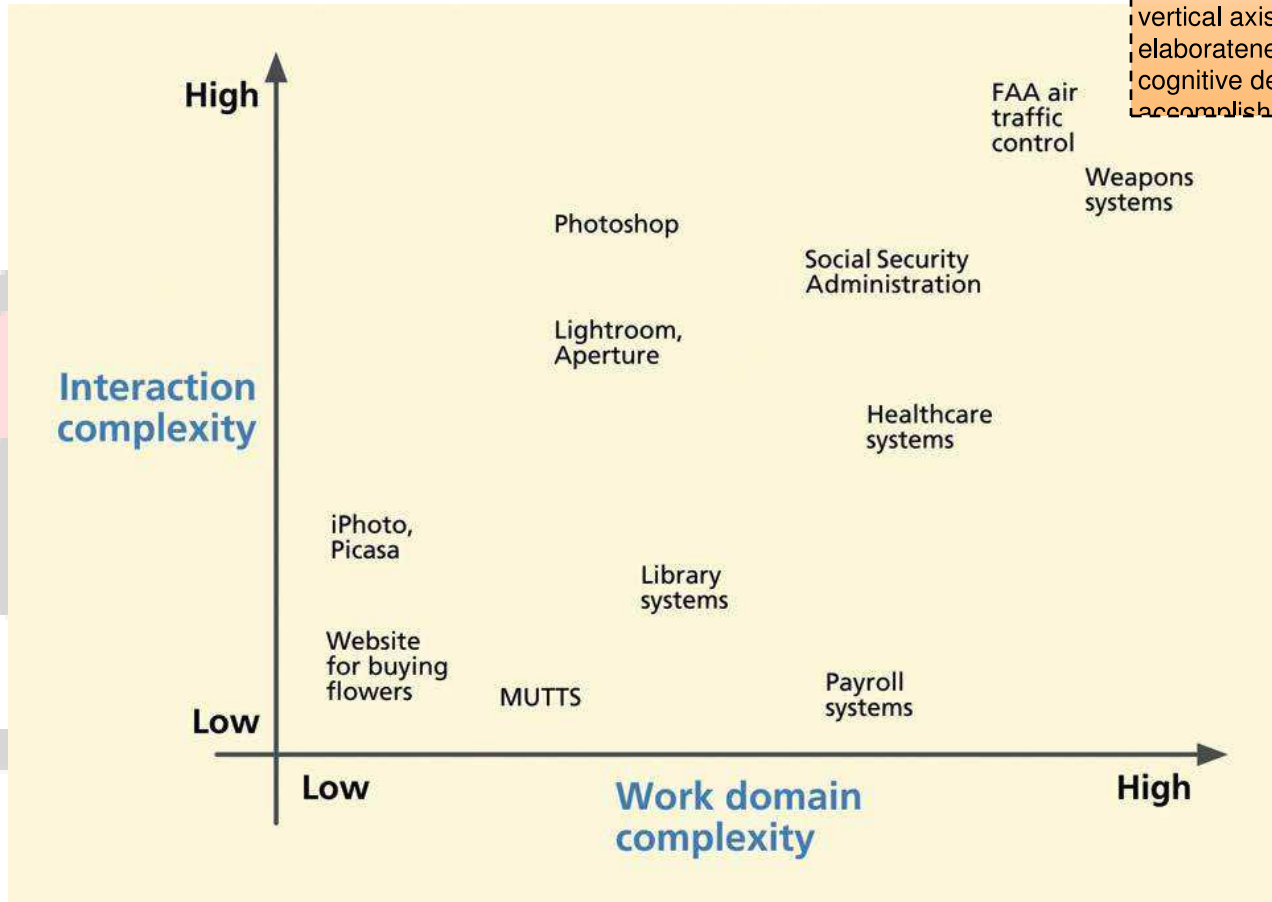 vertical axis
cognitive de
accomplish
High
FAA air
traffic
control
Weapons
systems
Photoshop
Social Security
Administration
Lightroom,
Aperture
Interaction
complexity
Healthcare
systems
iPhoto,
Picasa
Library
systems
Website
for buying
flowers
MUTTS
Payroll
systems
Low
Low
Work domain
complexity
High